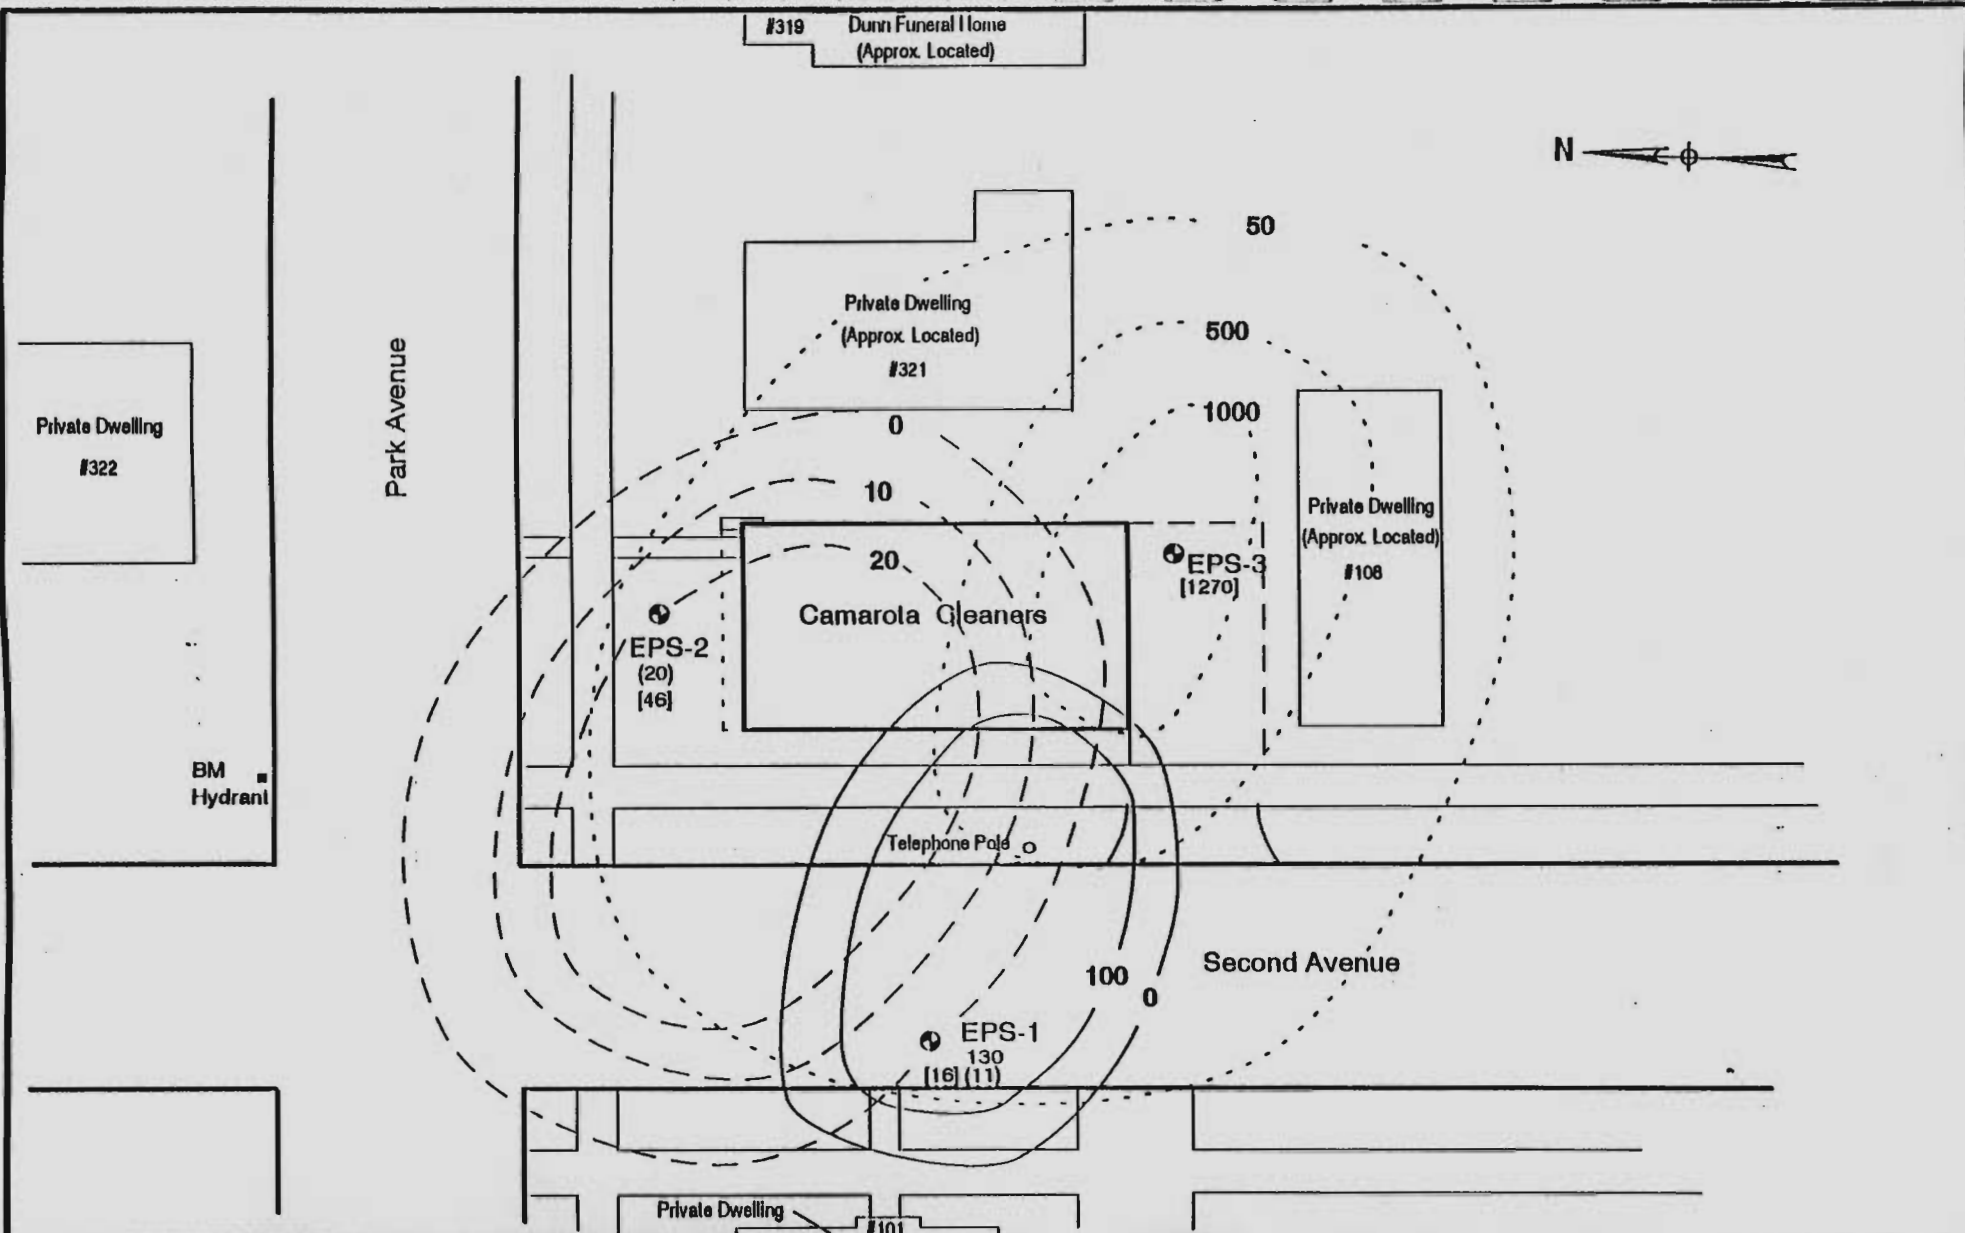 #319 Dunn Funeral Home
(Approx. Located)
N
50
Private Dwelling
(Approx. Located)
#321
500
1000
Park Avenue
Private Dwelling
#322
0
10
20
Private Dwelling
(Approx. Located)
#108
EPS-3
[1270]
Camarota Cleaners
EPS-2
(20)
[46]
BM
Hydrant
Telephone Pole
Second Avenue
100
0
EPS-1
130
[16] (11)
Private Dwelling
#101